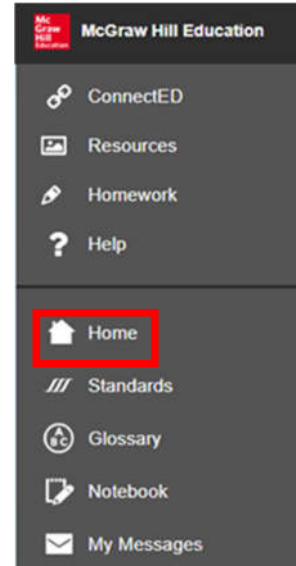 Mc
Graw
Hill
Education
McGraw Hill Education
ConnectED
Resources
Homework
? Help
Home
Standards
A
B C
Glossary
Notebook
My Messages